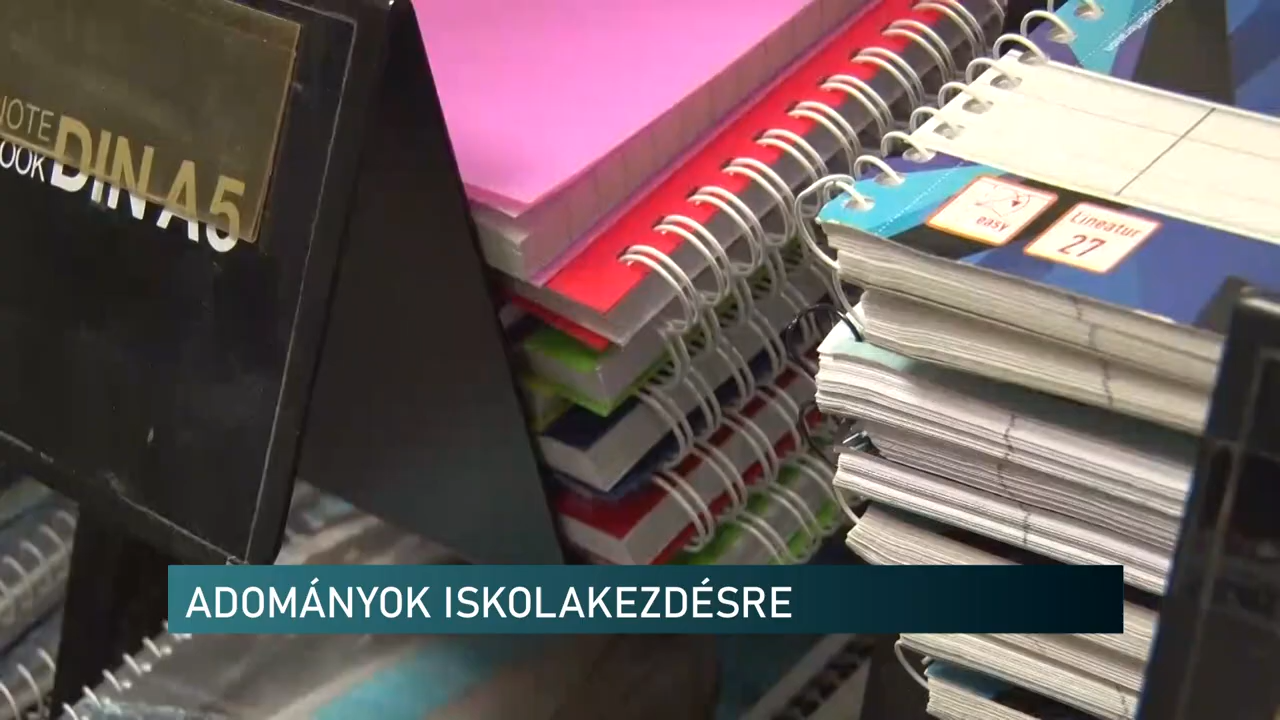 NOTE
BOOK DIN A5
easy
Lineatur
27
ADOMÁNYOK ISKOLAKEZDÉSRE